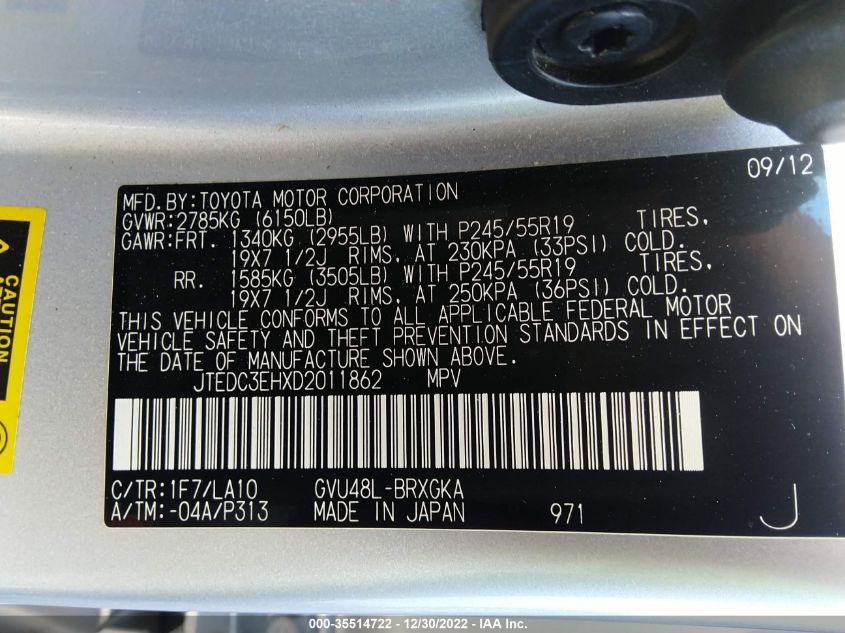 09/12
MFD.BY:TOYOTA MOTOR CORPORATION
GVWR:2785KG (6150LB)
GAWR:FRT. 1340KG (2955LB) WITH P245/55R19 TIRES,
19X7 1/2J RIMS, AT 230KPA (33PSI) COLD.
RR. 1585KG (3505LB) WITH P245/55R19 TIRES,
19X7 1/2J RIMS, AT 250KPA (36PSI) COLD.
THIS VEHICLE CONFORMS TO ALL APPLICABLE FEDERAL MOTOR
VEHICLE SAFETY AND THEFT PREVENTION STANDARDS IN EFFECT ON
THE DATE OF MANUFACTURE SHOWN ABOVE.
JTEDC3EHXD2011862 MPV
C/TR:1F7/LA10 GVU48L-BRXGKA
A/TM:-04A/P313 MADE IN JAPAN 971 J
CAUTION
000-35514722 - 12/30/2022 - IAA Inc.